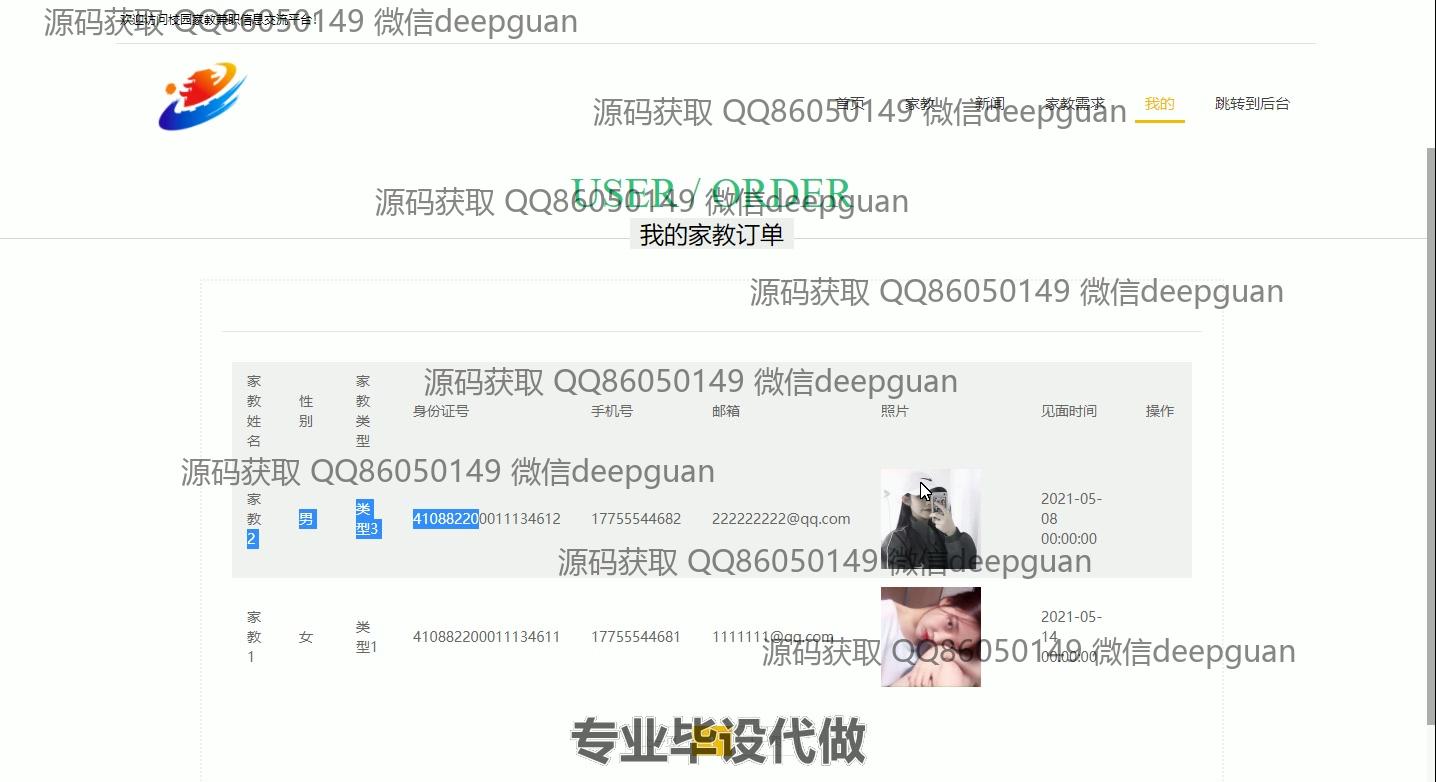 欢迎访问校园家教兼职信息交流平台!
源码获取 QQ86050149 微信deepguan
首页 家教 新闻 家教需求 我的 跳转到后台
源码获取 QQ86050149 微信deepguan
USER / ORDER
源码获取 QQ86050149 微信deepguan
我的家教订单
源码获取 QQ86050149 微信deepguan
源码获取 QQ86050149 微信deepguan
家教姓名 性别 家教类型 身份证号 手机号 邮箱 照片 见面时间 操作
源码获取 QQ86050149 微信deepguan
家教2 男 类型3 410882200011134612 17755544682 222222222@qq.com 2021-05-08 00:00:00
源码获取 QQ86050149 微信deepguan
家教1 女 类型1 410882200011134611 17755544681 1111111@qq.com 2021-05-14 00:00:00
源码获取 QQ86050149 微信deepguan
专业毕设代做